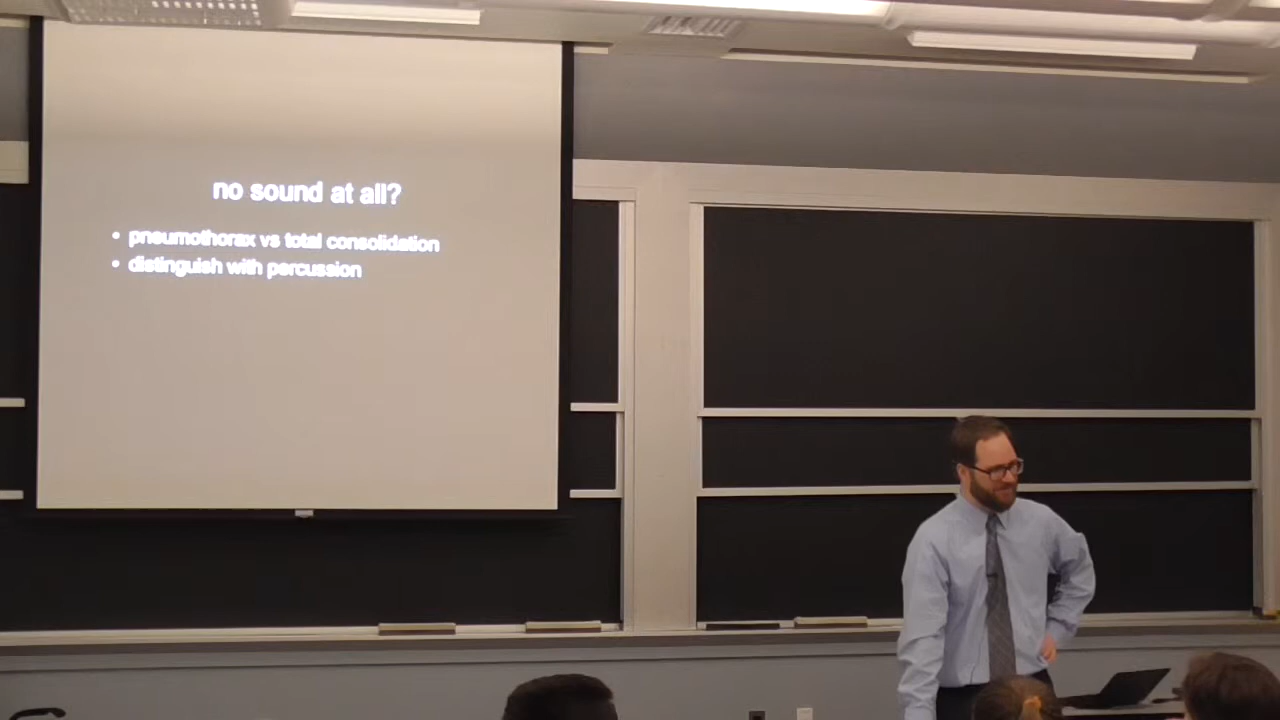 no sound at all?
• pneumothorax vs total consolidation
• distinguish with percussion